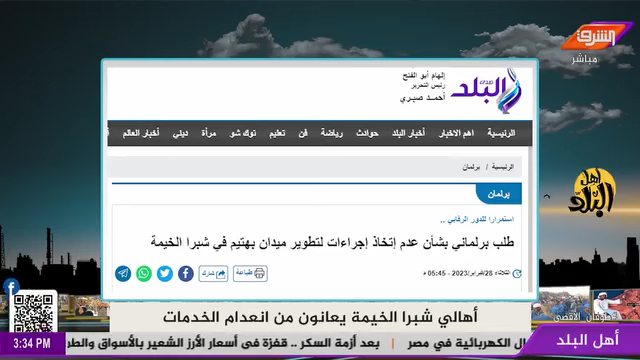 الشرق
مباشر
صدى
البلد
إلهام أبو الفتح
رئيس التحرير
أحمد صبري
الرئيسية اهم الاخبار أخبار البلد حوادث رياضة فن تعليم توك شو مرأة ديني أخبار العالم
الرئيسية / برلمان
برلمان
استمرارا للدور الرقابي ..
طلب برلماني بشأن عدم إتخاذ إجراءات لتطوير ميدان بهتيم في شبرا الخيمة
الثلاثاء 28/فبراير/2023 - 05:45 م
طباعة
شارك
أهل
البلد
أهالي شبرا الخيمة يعانون من انعدام الخدمات
#طوفان_الأقصى
أهل البلد
ال الكهربائية في مصر | بعد أزمة السكر .. قفزة في أسعار الأرز الشعير بالأسواق والطر
3:34 PM